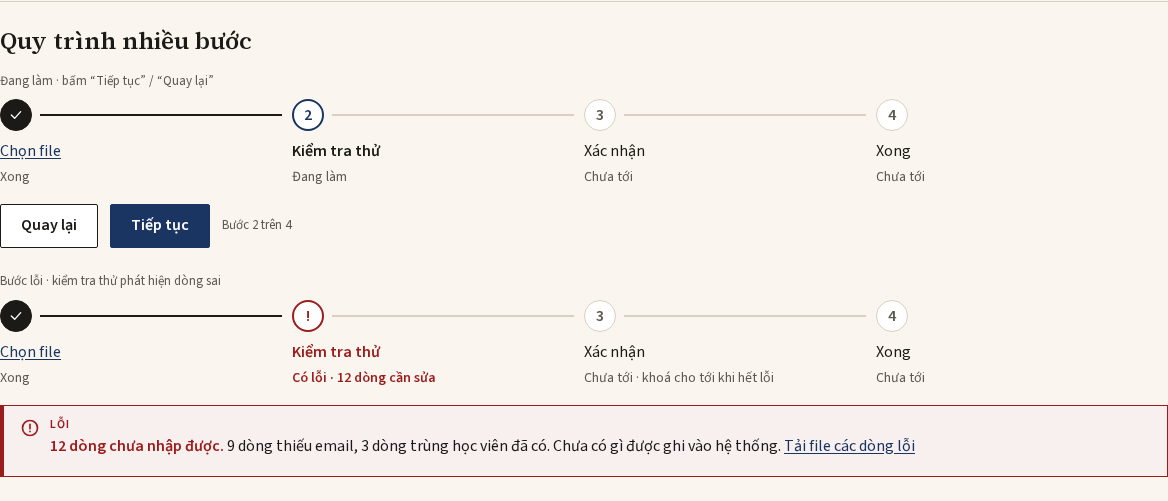 Quy trình nhiều bước
Đang làm · bấm “Tiếp tục” / “Quay lại”
2 3 4
Chọn file Kiểm tra thử Xác nhận Xong
Xong Đang làm Chưa tới Chưa tới
Quay lại Tiếp tục Bước 2 trên 4
Bước lỗi · kiểm tra thử phát hiện dòng sai
! 3 4
Chọn file Kiểm tra thử Xác nhận Xong
Xong Có lỗi · 12 dòng cần sửa Chưa tới · khoá cho tới khi hết lỗi Chưa tới
LỖI
12 dòng chưa nhập được. 9 dòng thiếu email, 3 dòng trùng học viên đã có. Chưa có gì được ghi vào hệ thống. Tải file các dòng lỗi